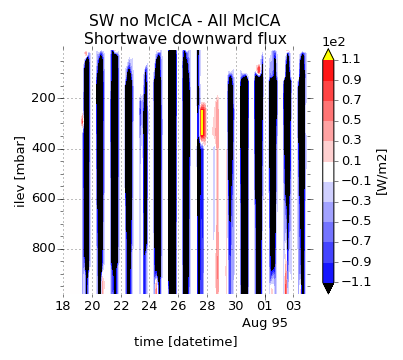 SW no McICA - All McICA
Shortwave downward flux
1e2
1.1
0.9
0.7
0.5
0.3
0.1
−0.1
−0.3
−0.5
−0.7
−0.9
−1.1
[W/m2]
200
400
600
800
ilev [mbar]
18 20 22 24 26 28 30 01 03
Aug 95
time [datetime]